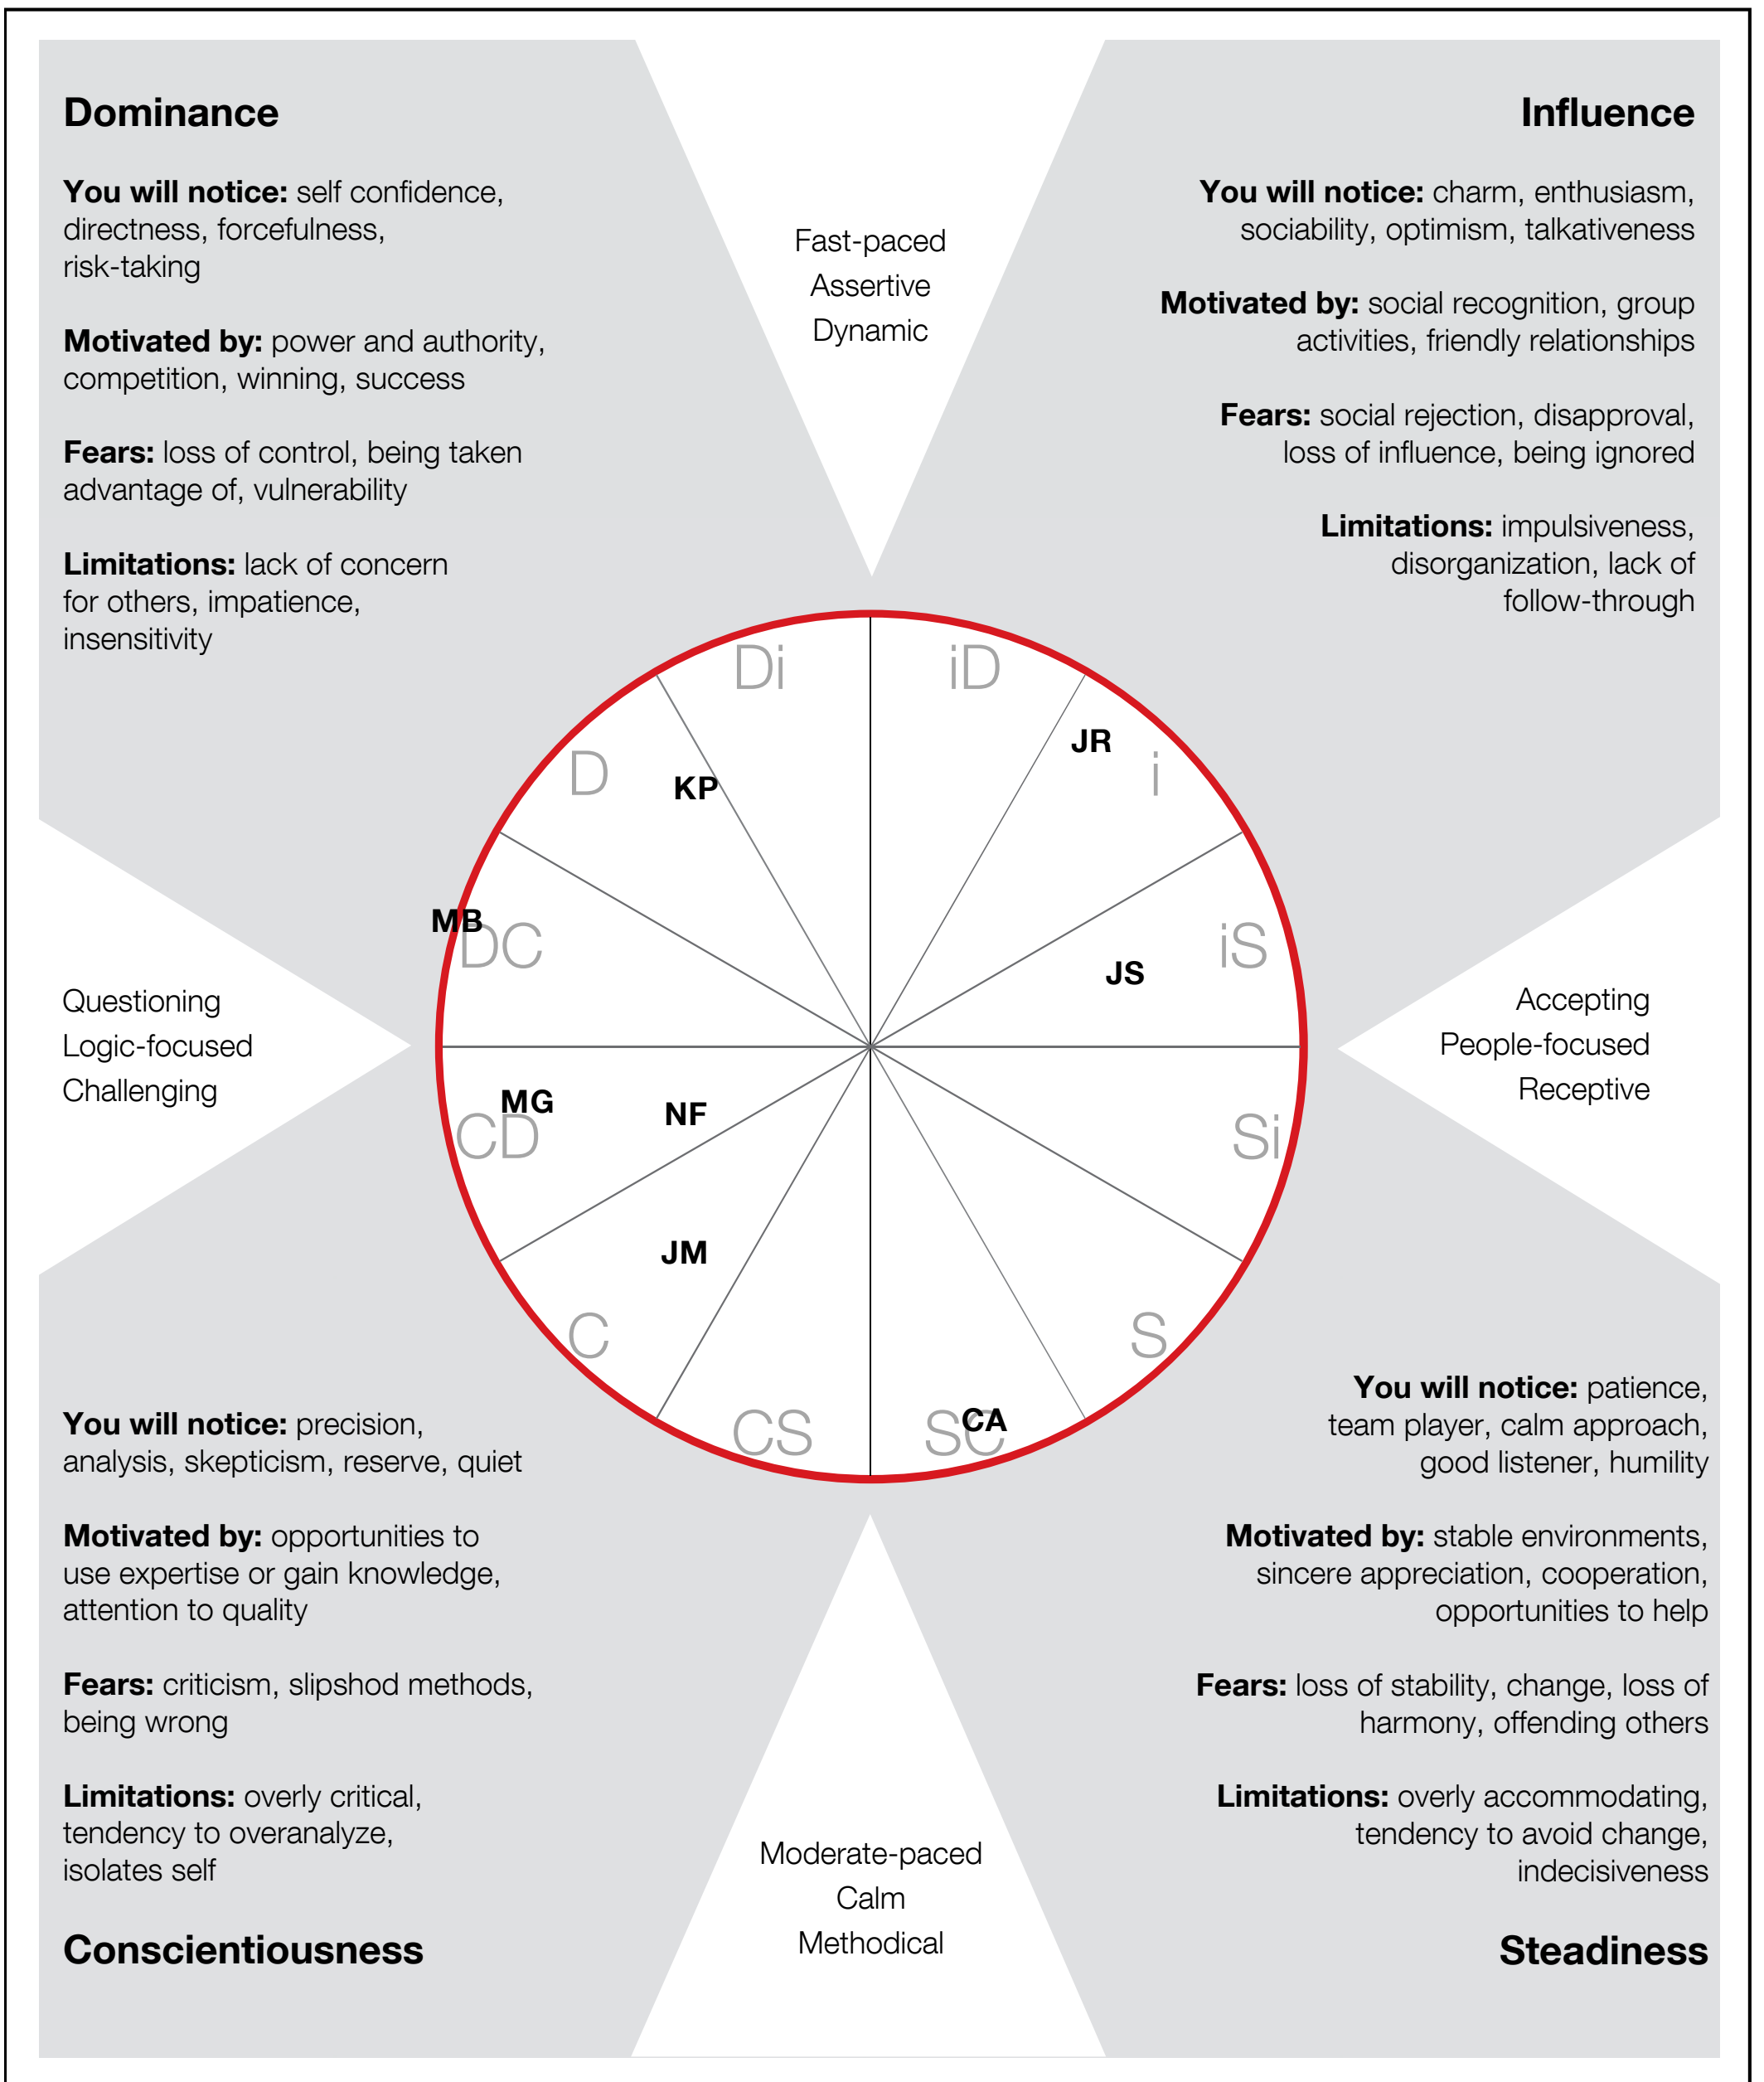 Dominance
You will notice: self confidence,
directness, forcefulness,
risk-taking
Motivated by: power and authority,
competition, winning, success
Fears: loss of control, being taken
advantage of, vulnerability
Limitations: lack of concern
for others, impatience,
insensitivity
Fast-paced
Assertive
Dynamic
Influence
You will notice: charm, enthusiasm,
sociability, optimism, talkativeness
Motivated by: social recognition, group
activities, friendly relationships
Fears: social rejection, disapproval,
loss of influence, being ignored
Limitations: impulsiveness,
disorganization, lack of
follow-through
Di
iD
JR
D
KP
i
MB
DC
iS
JS
Questioning
Logic-focused
Challenging
Accepting
People-focused
Receptive
MG
NF
CD
Si
JM
C
S
CS
SC
CA
You will notice: precision,
analysis, skepticism, reserve, quiet
Motivated by: opportunities to
use expertise or gain knowledge,
attention to quality
Fears: criticism, slipshod methods,
being wrong
Limitations: overly critical,
tendency to overanalyze,
isolates self
Conscientiousness
Moderate-paced
Calm
Methodical
You will notice: patience,
team player, calm approach,
good listener, humility
Motivated by: stable environments,
sincere appreciation, cooperation,
opportunities to help
Fears: loss of stability, change, loss of
harmony, offending others
Limitations: overly accommodating,
tendency to avoid change,
indecisiveness
Steadiness